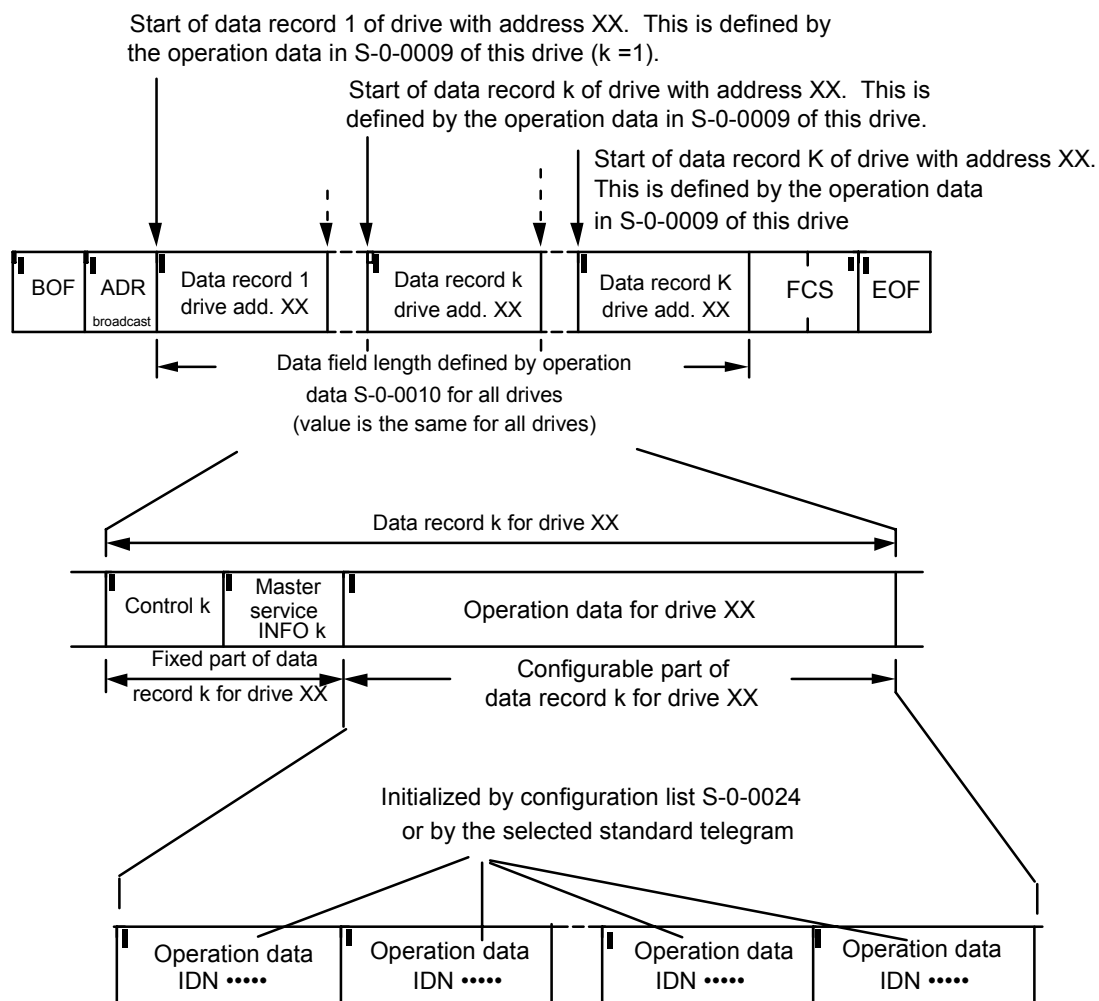 Start of data record 1 of drive with address XX. This is defined by
the operation data in S-0-0009 of this drive (k =1).
Start of data record k of drive with address XX. This is
defined by the operation data in S-0-0009 of this drive.
Start of data record K of drive with address XX.
This is defined by the operation data
in S-0-0009 of this drive
BOF
ADR
broadcast
Data record 1
drive add. XX
Data record k
drive add. XX
Data record K
drive add. XX
FCS
EOF
Data field length defined by operation
data S-0-0010 for all drives
(value is the same for all drives)
Data record k for drive XX
Control k
Master
service
INFO k
Operation data for drive XX
Fixed part of data
record k for drive XX
Configurable part of
data record k for drive XX
Initialized by configuration list S-0-0024
or by the selected standard telegram
Operation data
IDN •••••
Operation data
IDN •••••
Operation data
IDN •••••
Operation data
IDN •••••